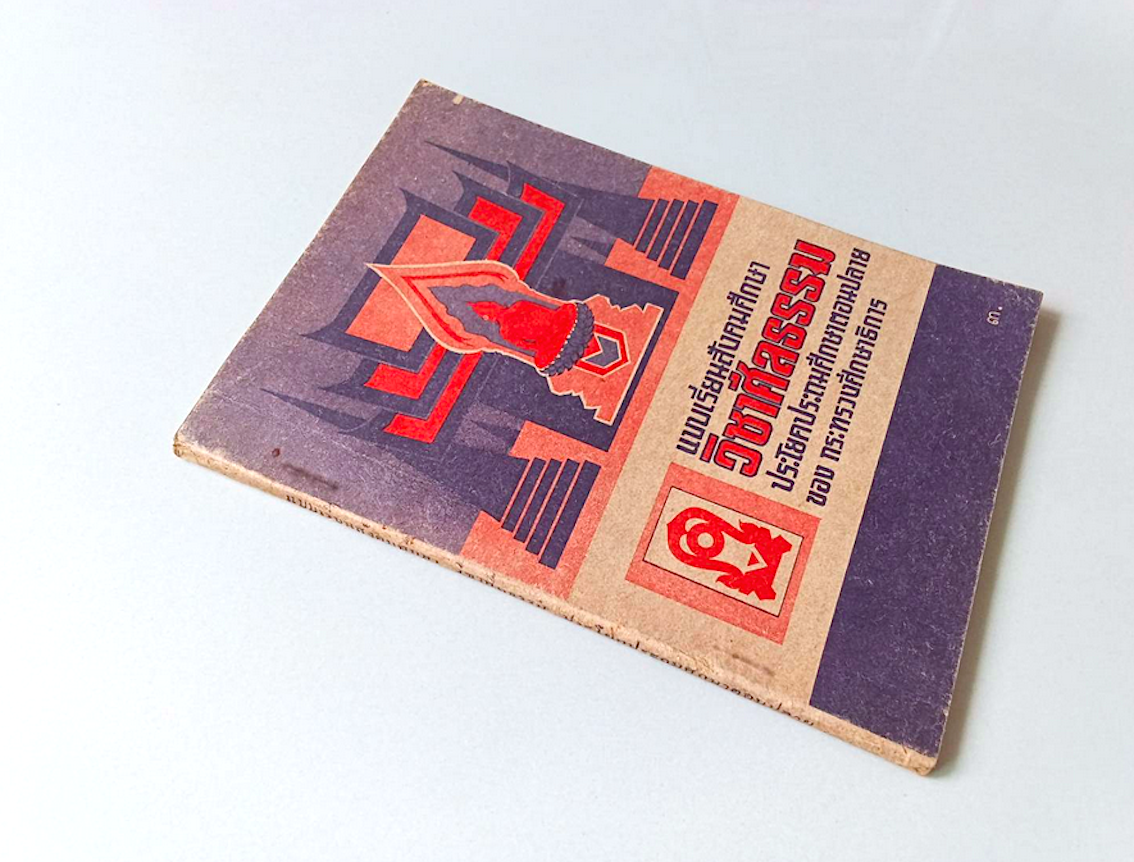 แบบเรียนสังคมศึกษา
วิชาศีลธรรม
ประโยคประถมศึกษาตอนปลาย
ของ กระทรวงศึกษาธิการ